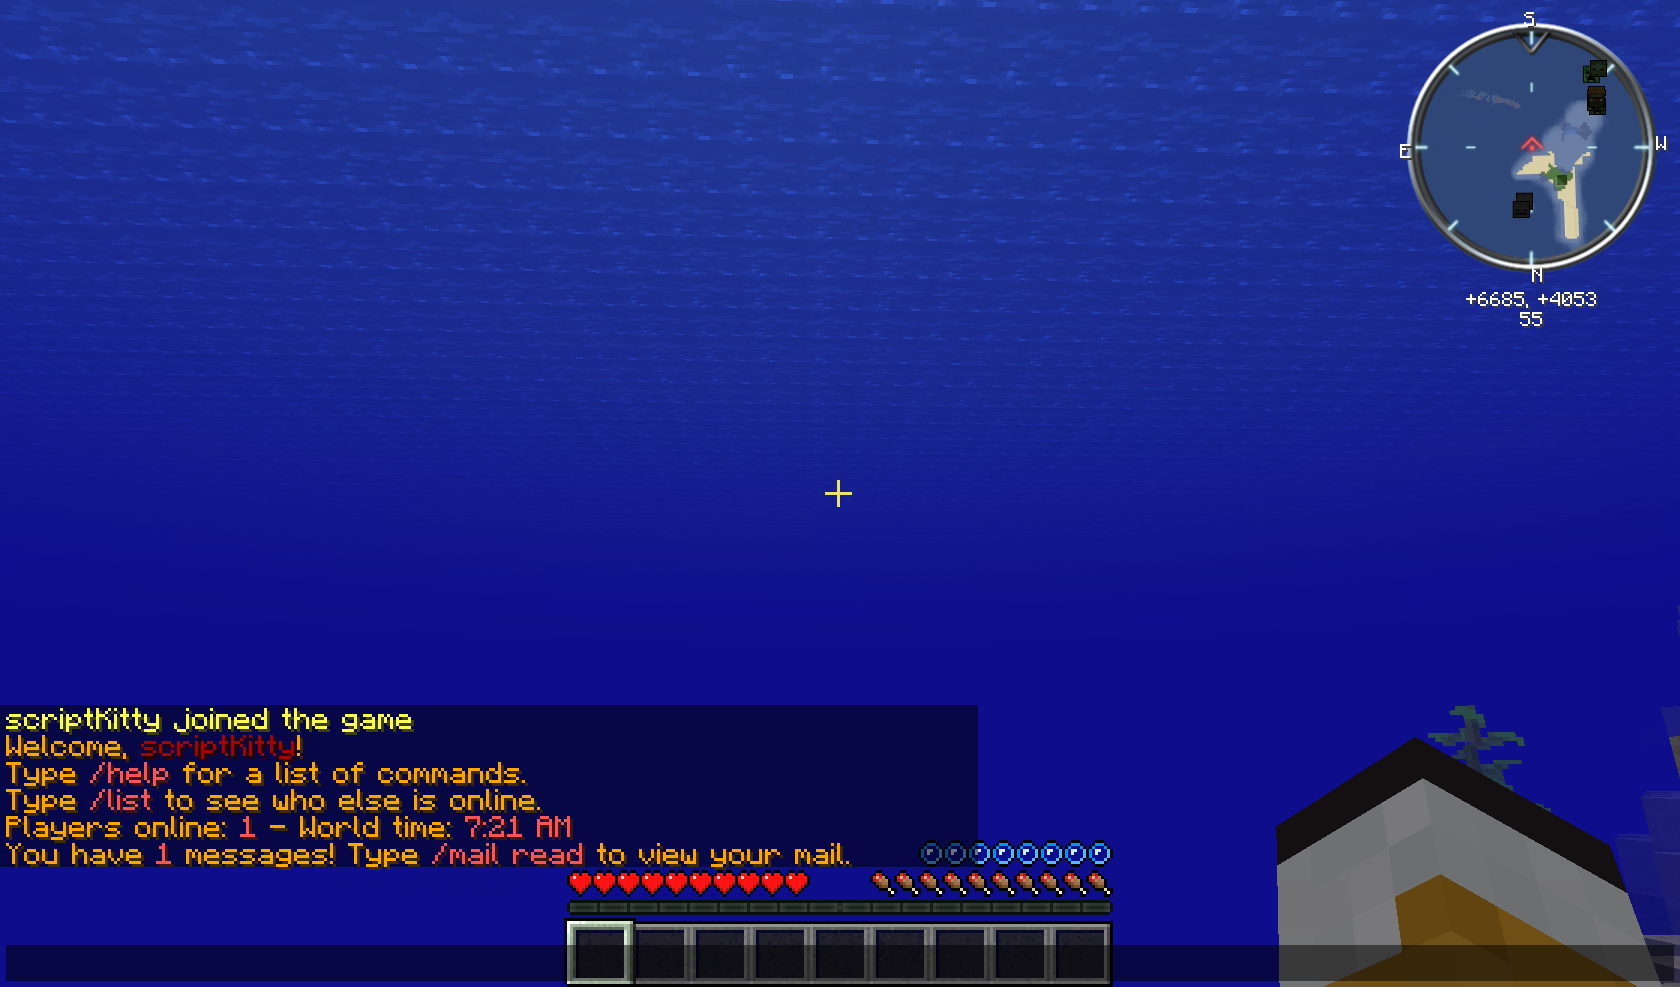 S
E
W
N
+6685, +4053
55
scriptKitty joined the game
Welcome, scriptKitty!
Type /help for a list of commands.
Type /list to see who else is online.
Players online: 1 - World time: 7:21 AM
You have 1 messages! Type /mail read to view your mail.